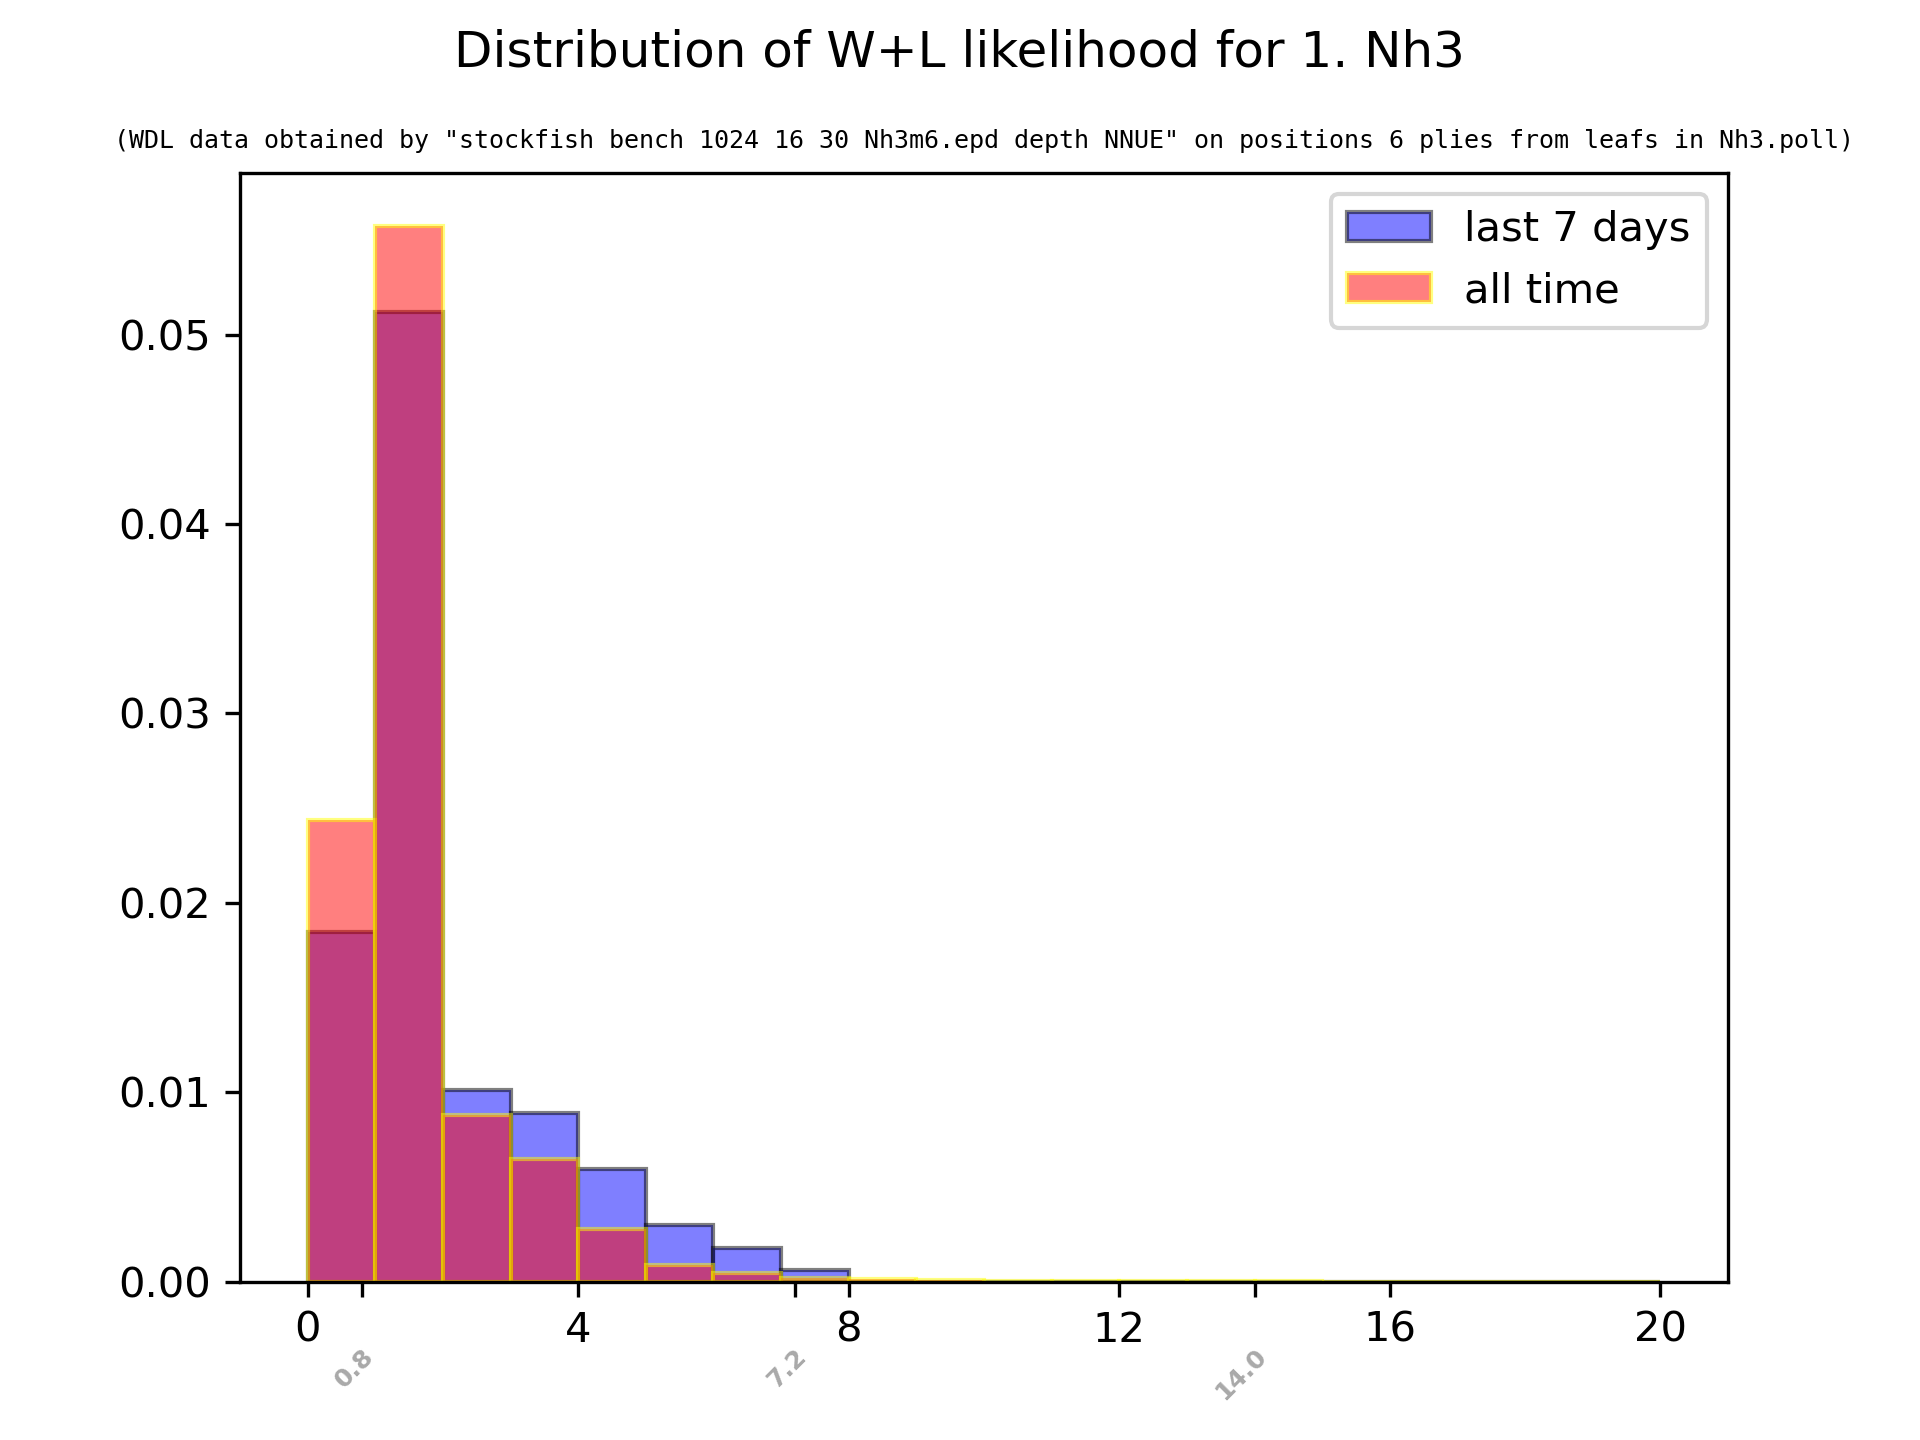 Distribution of W+L likelihood for 1. Nh3
(WDL data obtained by "stockfish bench 1024 16 30 Nh3m6.epd depth NNUE" on positions 6 plies from leafs in Nh3.poll)
last 7 days
all time
0.05
0.04
0.03
0.02
0.01
0.00
0 4 8 12 16 20
0.8 7.2 14.0